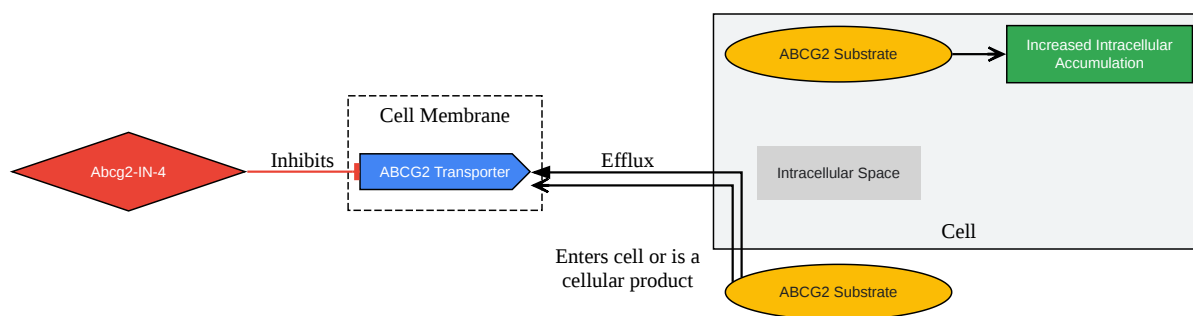 ABCG2 Substrate
Increased Intracellular
Accumulation
Cell Membrane
Abcg2-IN-4
Inhibits
ABCG2 Transporter
Efflux
Intracellular Space
Cell
Enters cell or is a
cellular product
ABCG2 Substrate